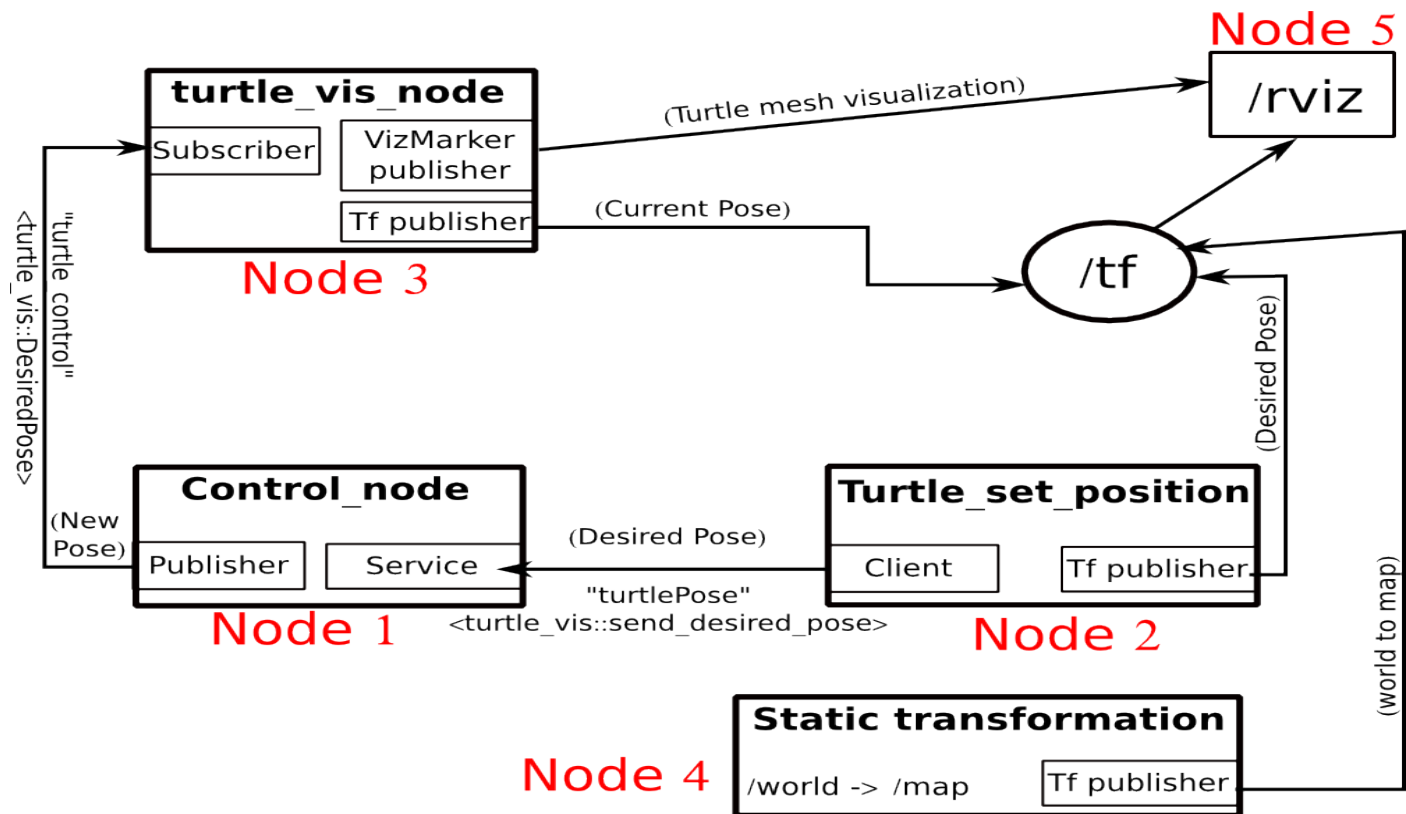 Node 5
/rviz
turtle_vis_node
Subscriber
VizMarker
publisher
Tf publisher
Node 3
(Turtle mesh visualization)
(Current Pose)
/tf
"turtle_control"
<turtle_vis::DesiredPose>
(New
Pose)
Control_node
Publisher
Service
Node 1
(Desired Pose)
"turtlePose"
<turtle_vis::send_desired_pose>
Turtle_set_position
Client
Tf publisher
Node 2
(Desired Pose)
(world to map)
Static transformation
/world -> /map
Tf publisher
Node 4